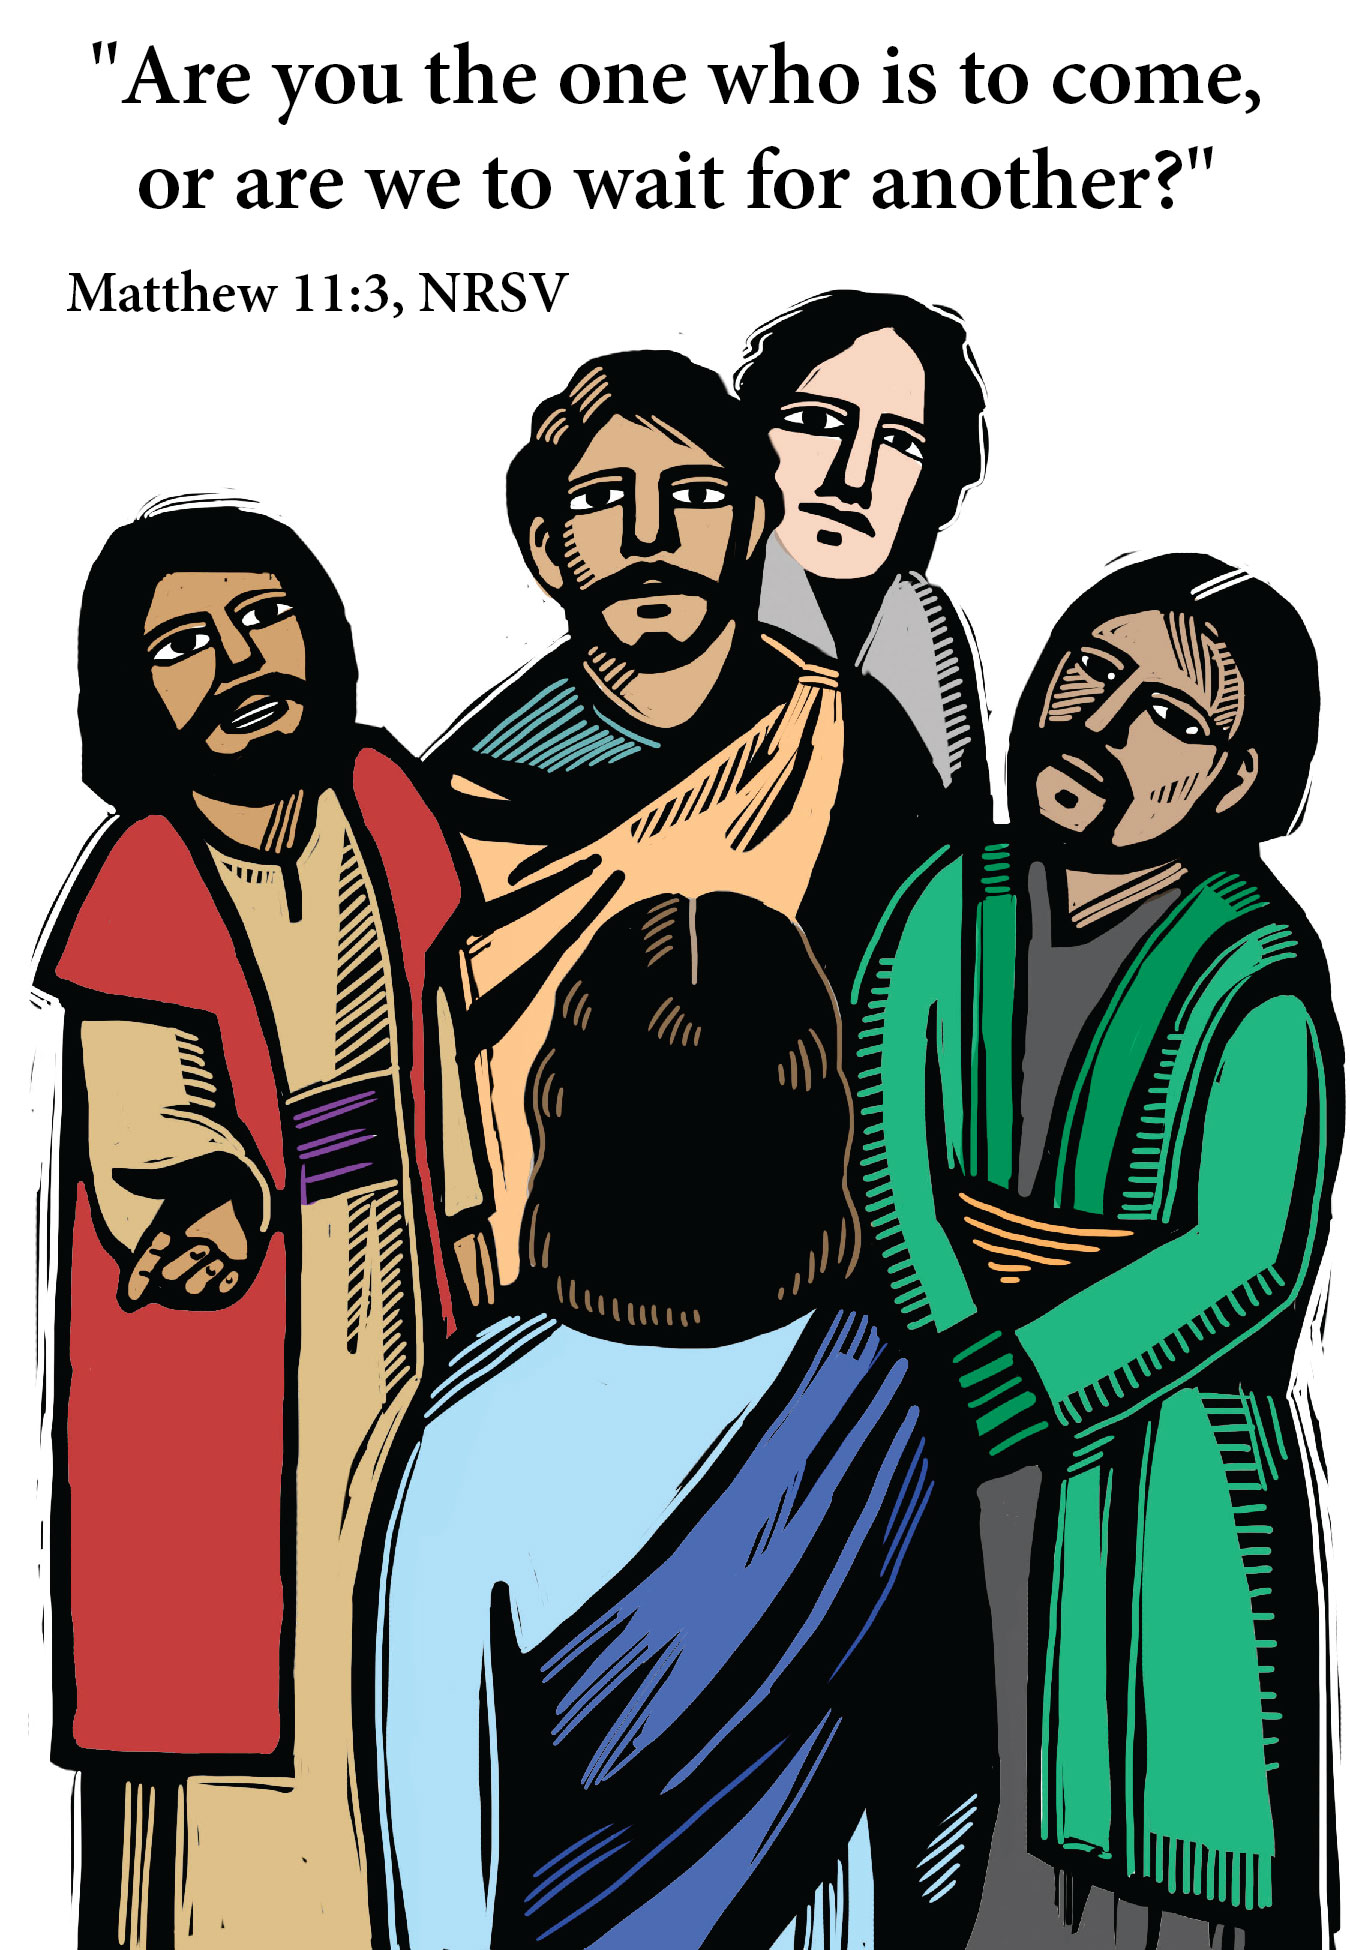 "Are you the one who is to come,
or are we to wait for another?"
Matthew 11:3, NRSV